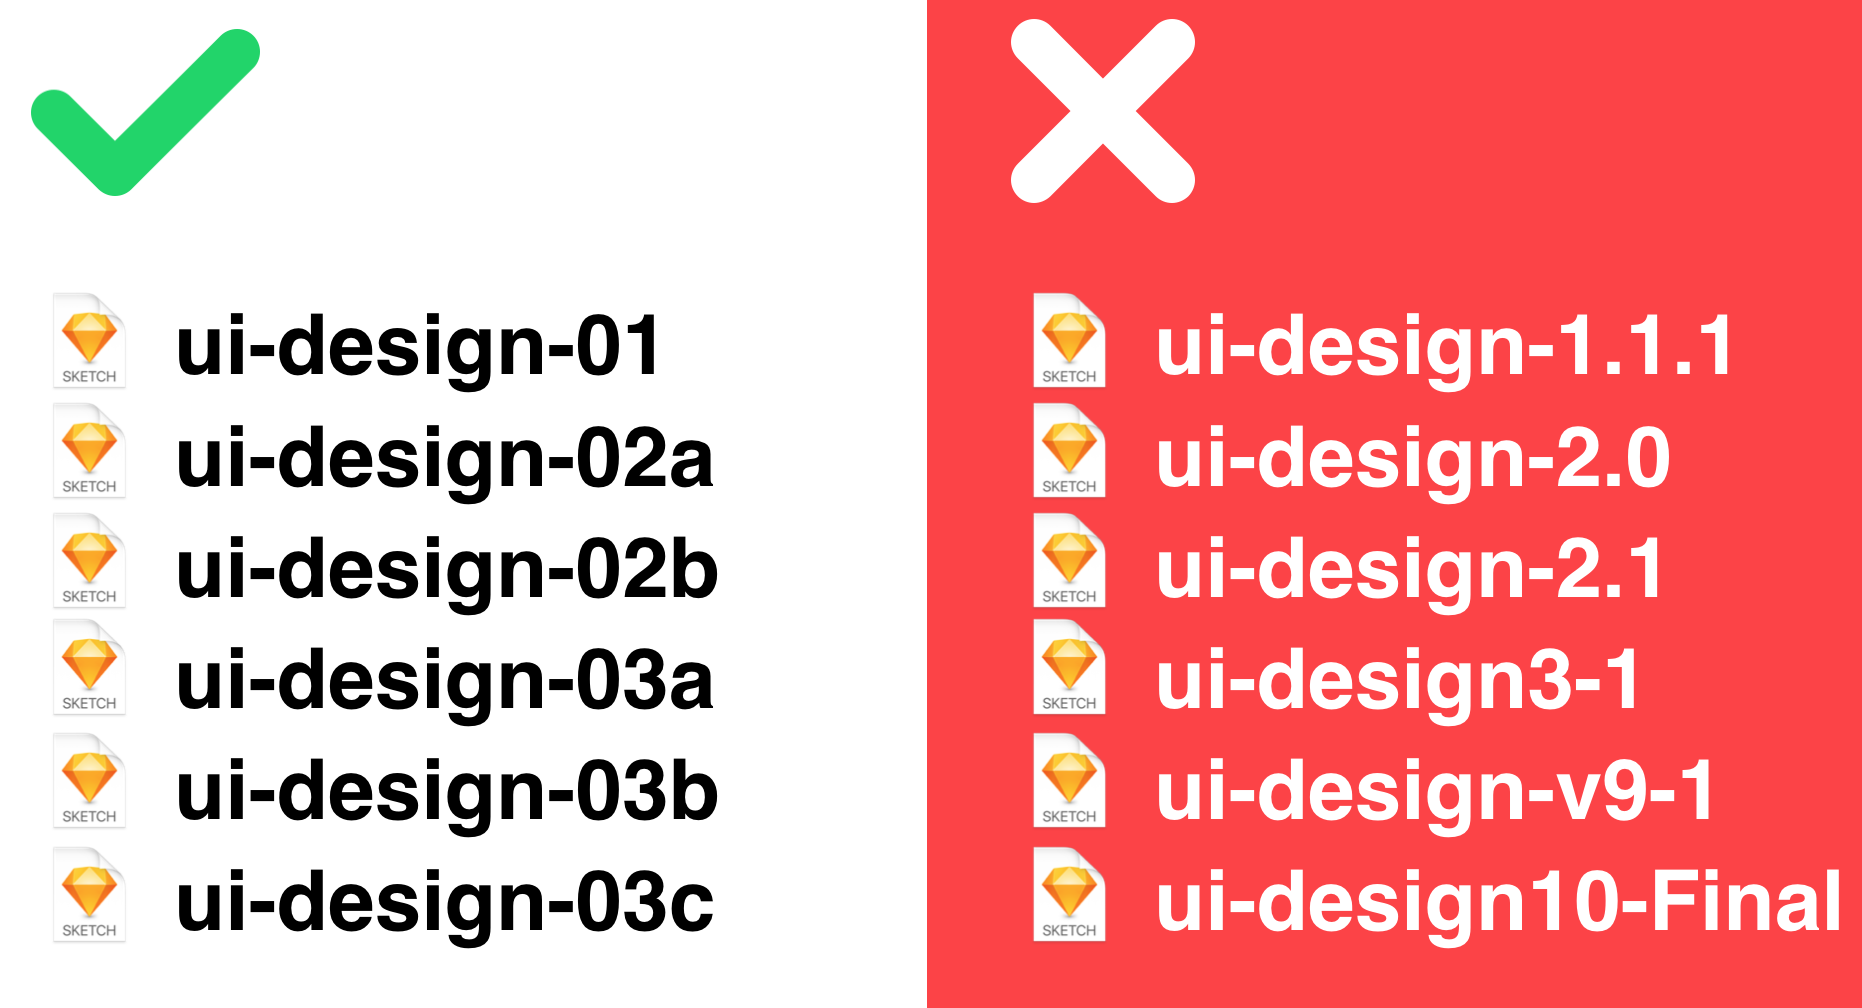 SKETCH ui-design-01
SKETCH ui-design-02a
SKETCH ui-design-02b
SKETCH ui-design-03a
SKETCH ui-design-03b
SKETCH ui-design-03c
SKETCH ui-design-1.1.1
SKETCH ui-design-2.0
SKETCH ui-design-2.1
SKETCH ui-design3-1
SKETCH ui-design-v9-1
SKETCH ui-design10-Final